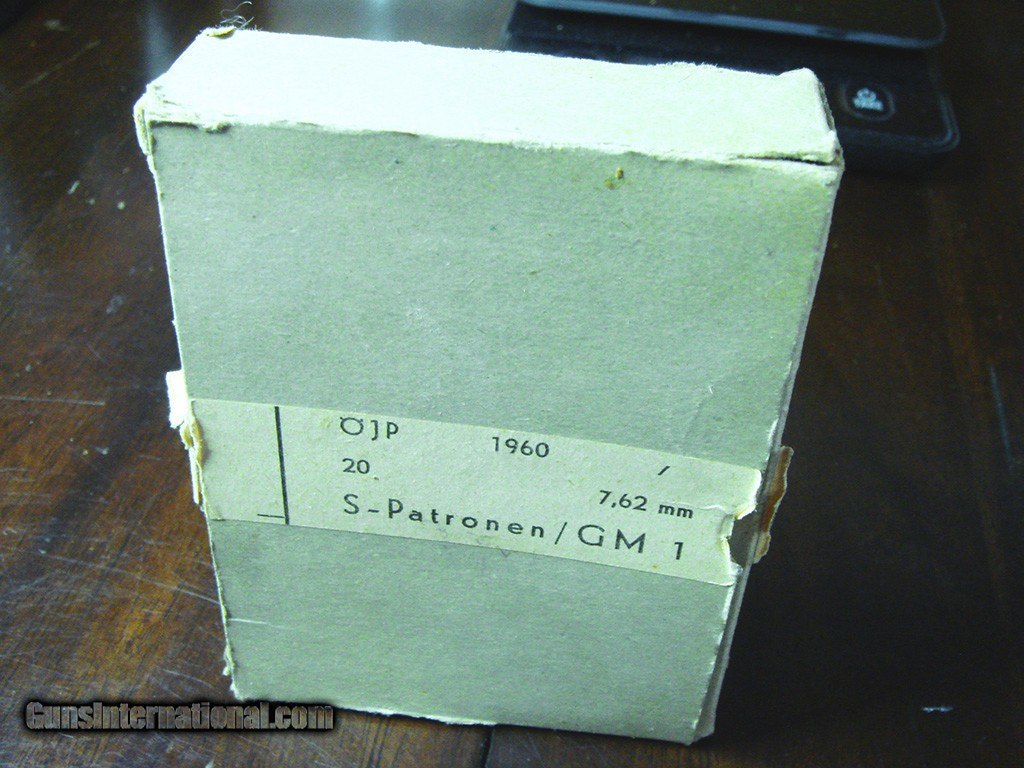 ÖJP 1960 /
20
7,62 mm
S-Patronen/GM 1
GunsInternational.com